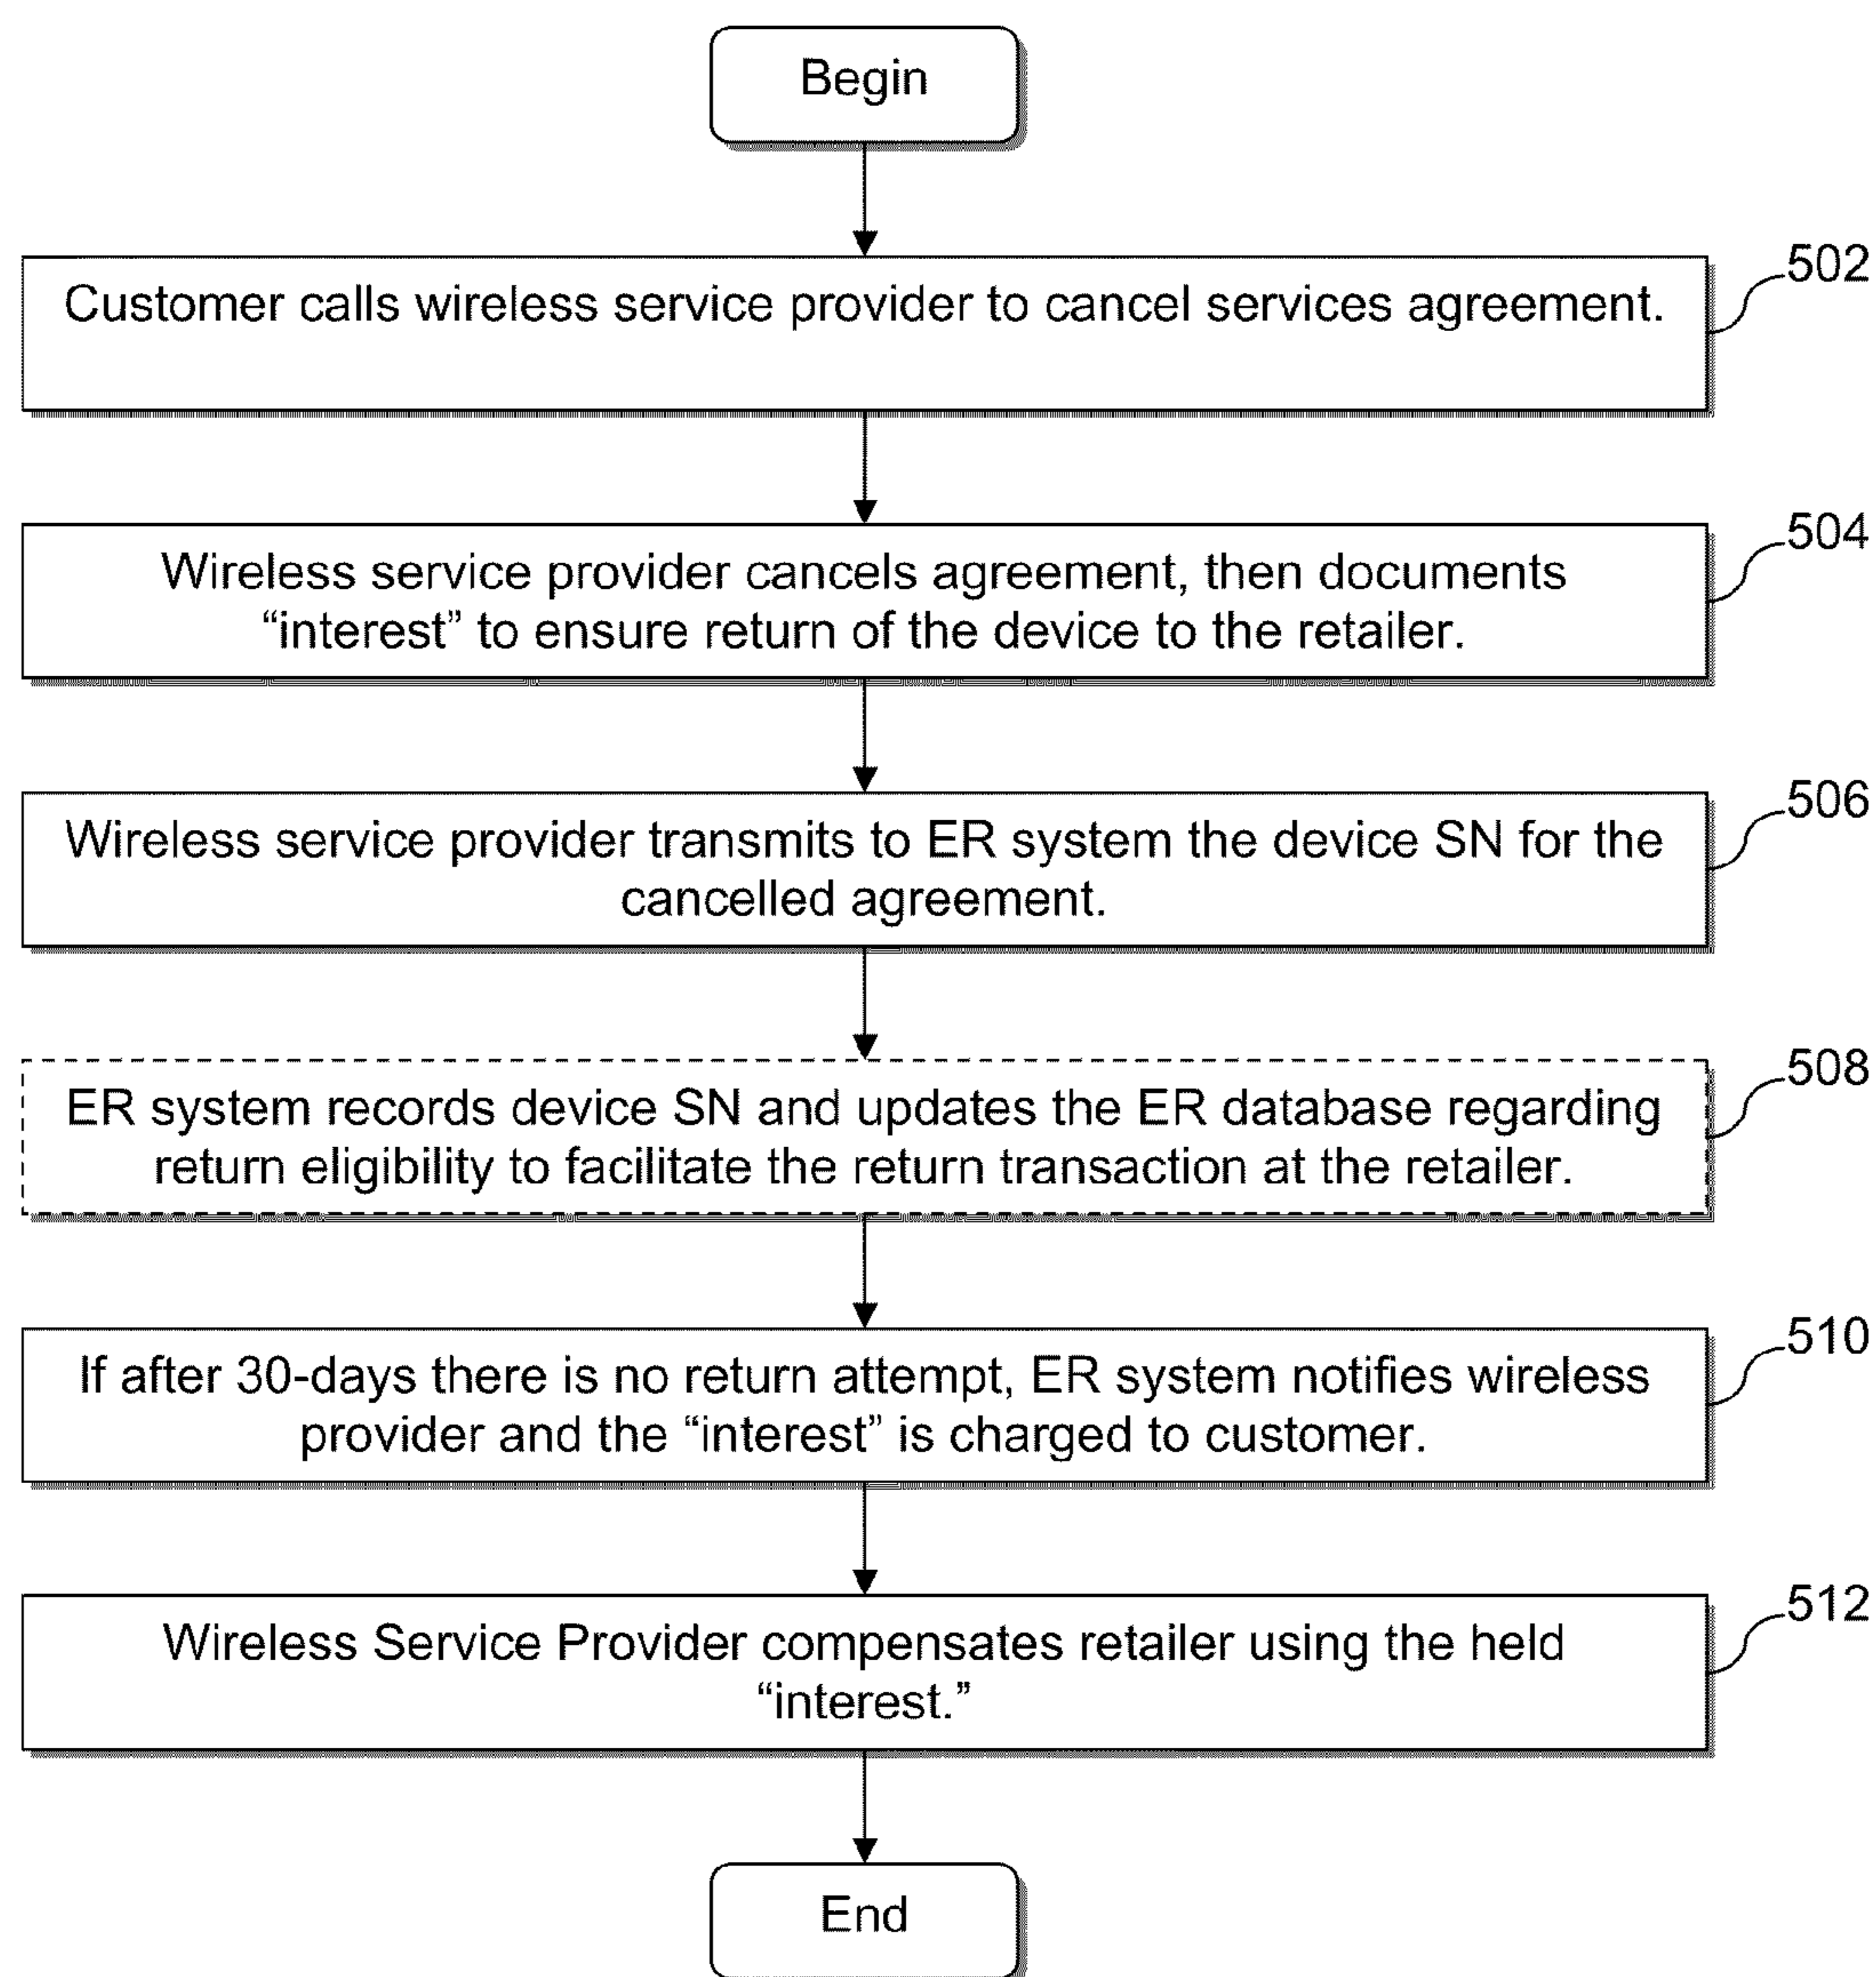 Begin
Customer calls wireless service provider to cancel services agreement.
502
Wireless service provider cancels agreement, then documents
“interest” to ensure return of the device to the retailer.
504
Wireless service provider transmits to ER system the device SN for the
cancelled agreement.
506
ER system records device SN and updates the ER database regarding
return eligibility to facilitate the return transaction at the retailer.
508
If after 30-days there is no return attempt, ER system notifies wireless
provider and the “interest” is charged to customer.
510
Wireless Service Provider compensates retailer using the held
“interest.”
512
End